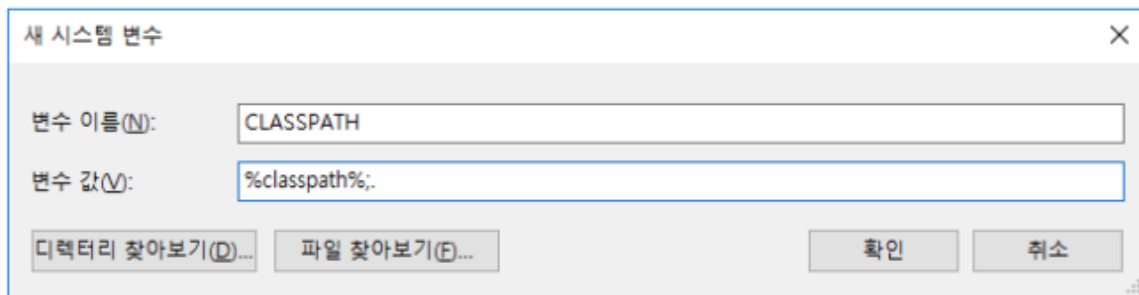 새 시스템 변수
변수 이름(N): CLASSPATH
변수 값(V): %classpath%;.
디렉터리 찾아보기(D)... 파일 찾아보기(F)... 확인 취소